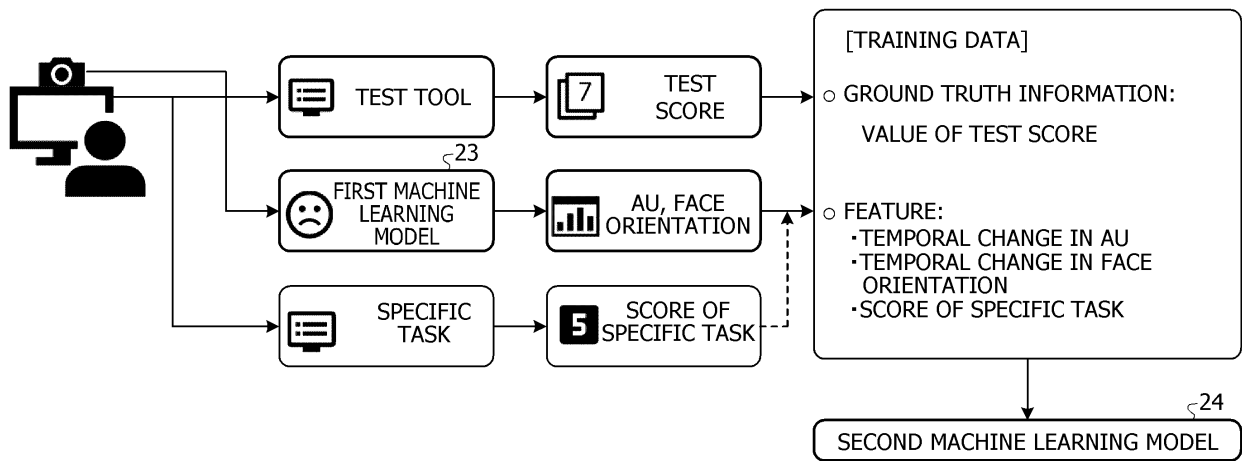 TEST TOOL
7
TEST
SCORE
23
FIRST MACHINE
LEARNING
MODEL
AU, FACE
ORIENTATION
SPECIFIC
TASK
5
SCORE OF
SPECIFIC TASK
[TRAINING DATA]
○ GROUND TRUTH INFORMATION:
VALUE OF TEST SCORE
○ FEATURE:
・TEMPORAL CHANGE IN AU
・TEMPORAL CHANGE IN FACE
ORIENTATION
・SCORE OF SPECIFIC TASK
24
SECOND MACHINE LEARNING MODEL